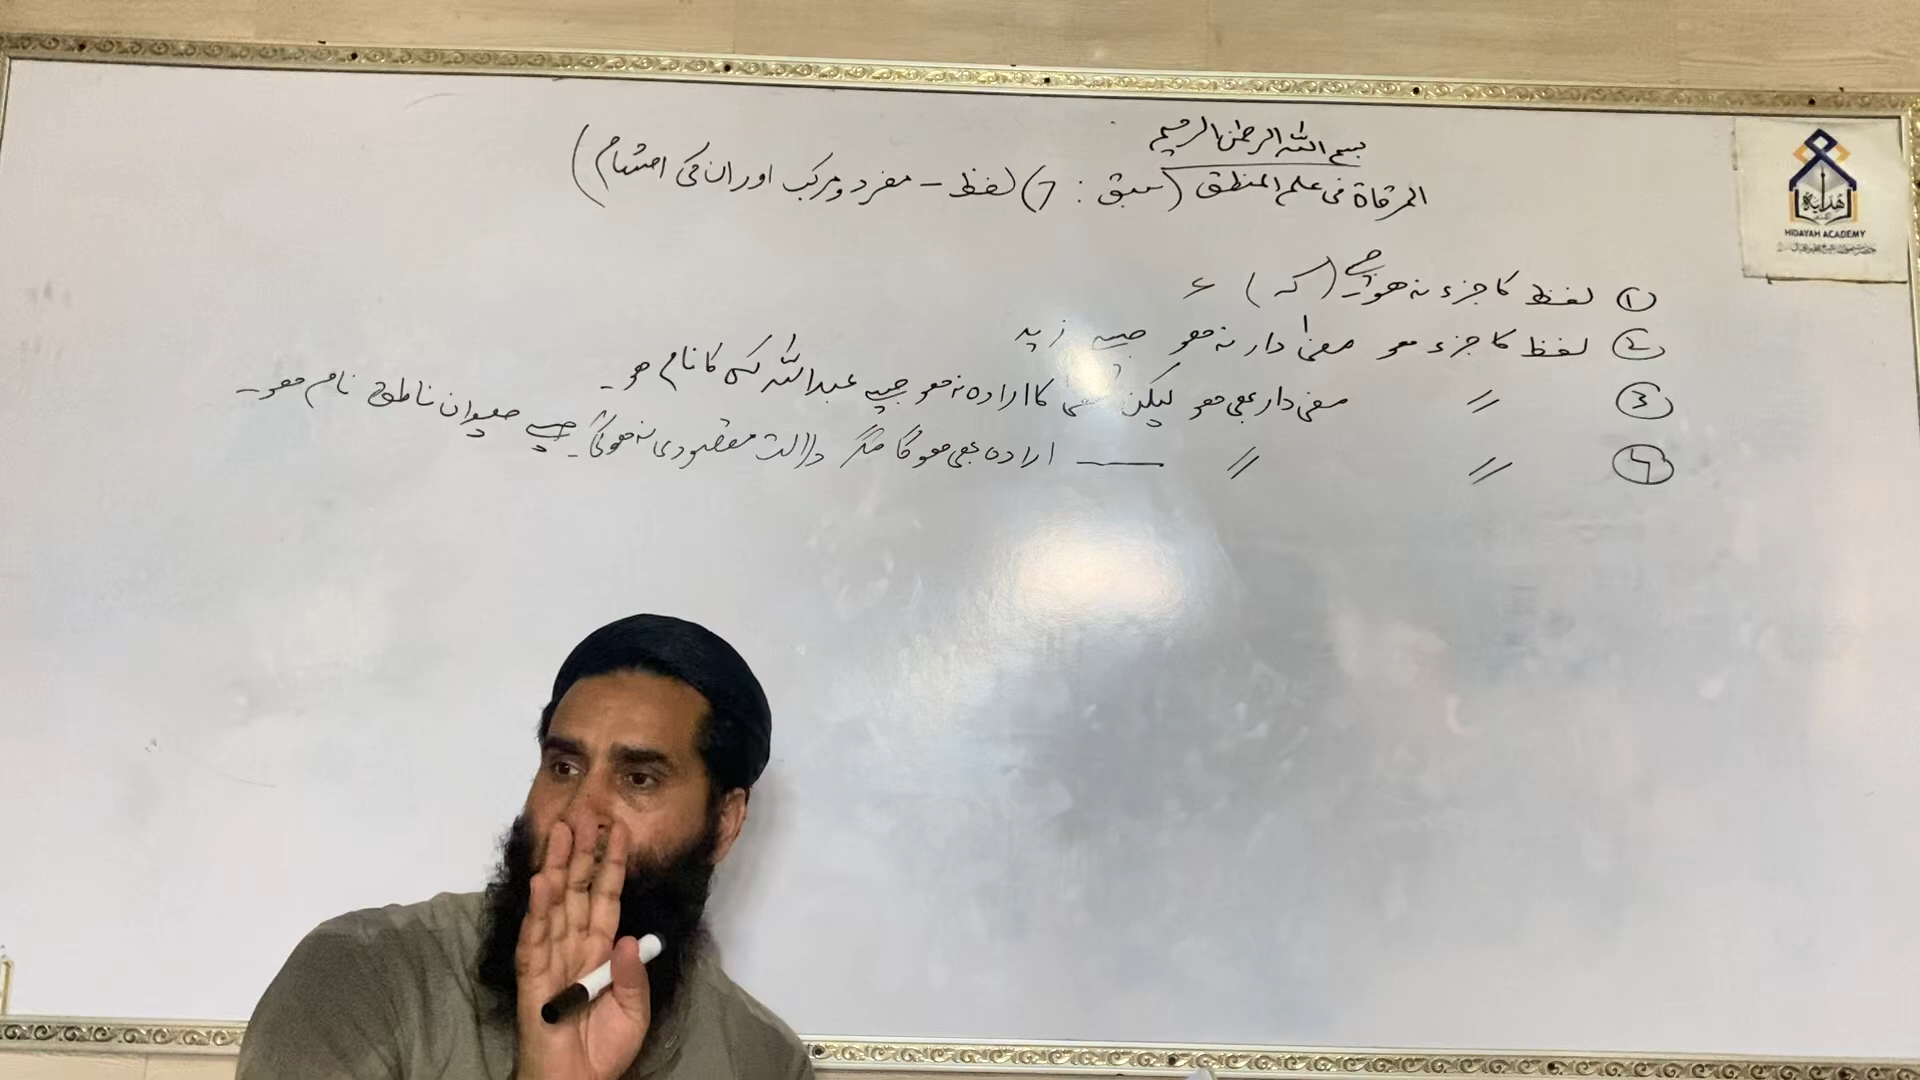 بسم اللہ الرحمن الرحیم
المرقاۃ فی علم المنطق (سبق : 7) لفظ – مفرد و مرکب اور ان کی اقسام)
① لفظ کا جزء نہ ہو جیسے (کہ) ء
② لفظ کا جزء ہو معنیٰ دار نہ ہو جیسے زید
③ 〃 معنی دار بھی ہو لیکن معنی کا ارادہ نہ ہو جیسے عبداللہ کسی کا نام ہو۔
④ 〃 〃 — ارادہ بھی ہوگا مگر دلالت مقصودی نہ ہوگی۔ جیسے حیوان ناطق نام ہو۔
ھدایہ
HIDAYAH ACADEMY